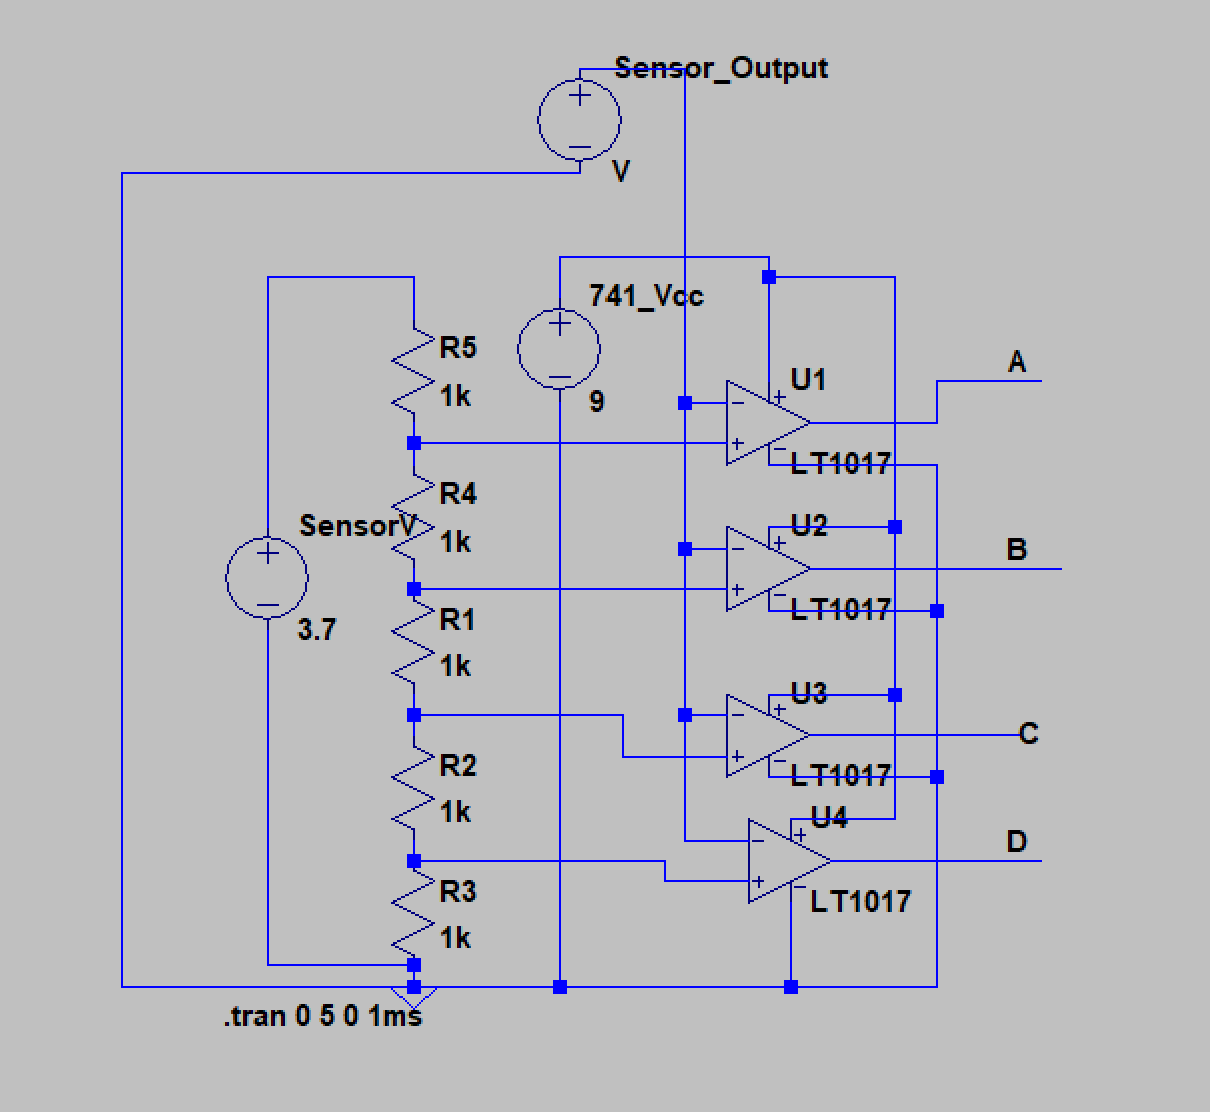 Sensor_Output
V
741_Vcc
9
R5
1k
U1
A
LT1017
R4
1k
SensorV
3.7
U2
B
LT1017
R1
1k
U3
C
LT1017
R2
1k
U4
D
LT1017
R3
1k
.tran 0 5 0 1ms